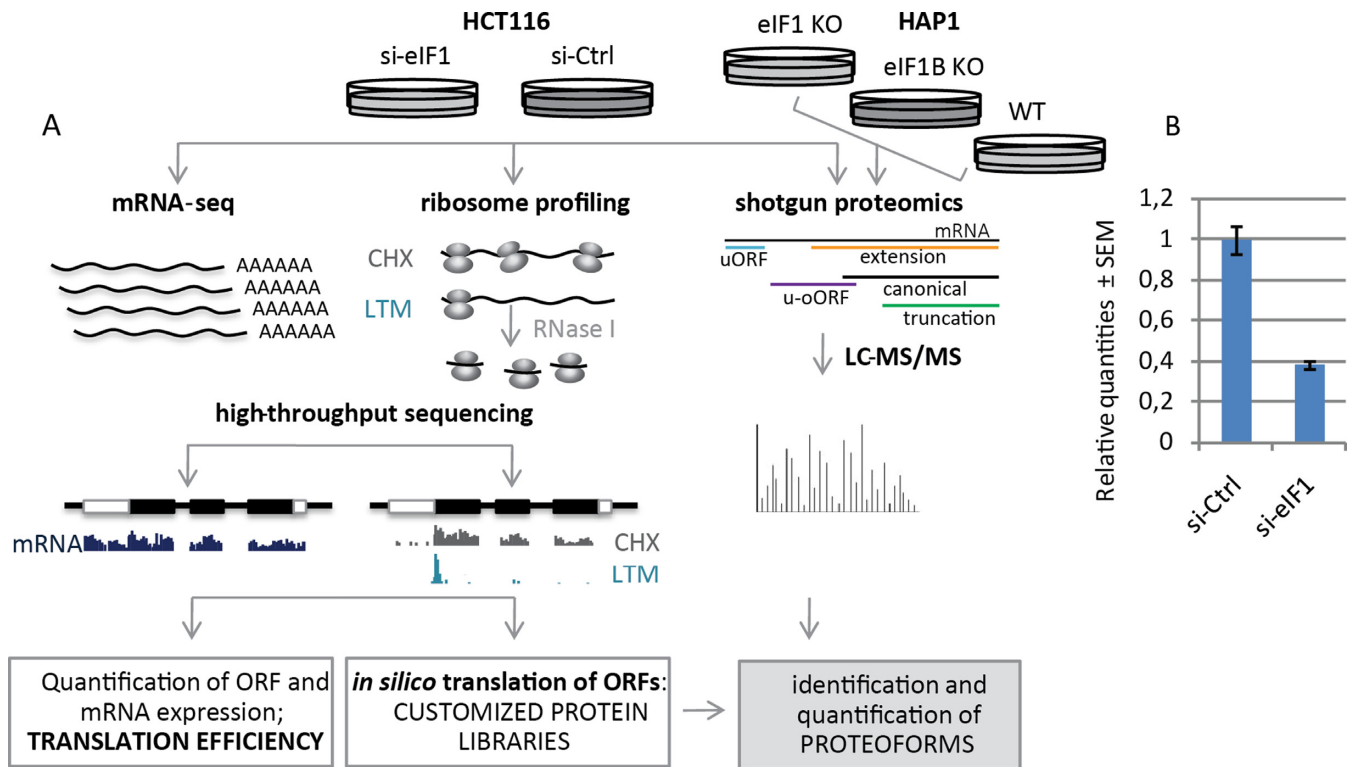 HCT116
si-eIF1
si-Ctrl
eIF1 KO
HAP1
eIF1B KO
WT
A
mRNA-seq
AAAAAA
AAAAAA
AAAAAA
AAAAAA
ribosome profiling
CHX
LTM
RNase I
shotgun proteomics
mRNA
uORF
extension
u-oORF
canonical
truncation
LC-MS/MS
high-throughput sequencing
mRNA
CHX
LTM
Quantification of ORF and
mRNA expression;
TRANSLATION EFFICIENCY
in silico translation of ORFs:
CUSTOMIZED PROTEIN
LIBRARIES
identification and
quantification of
PROTEOFORMS
B
Relative quantities ± SEM
1,2
1
0,8
0,6
0,4
0,2
0
si-Ctrl
si-eIF1